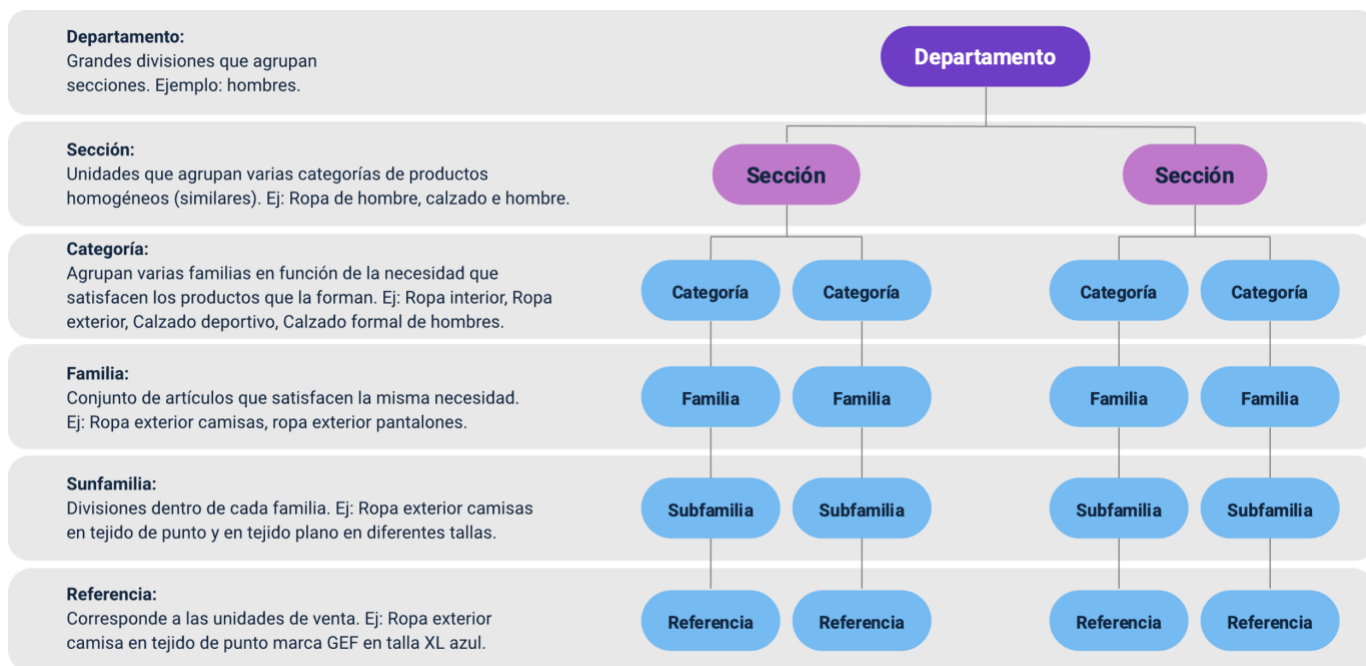 Departamento:
Grandes divisiones que agrupan
secciones. Ejemplo: hombres.
Departamento
Sección:
Unidades que agrupan varias categorías de productos
homogéneos (similares). Ej: Ropa de hombre, calzado e hombre.
Sección
Sección
Categoría:
Agrupan varias familias en función de la necesidad que
satisfacen los productos que la forman. Ej: Ropa interior, Ropa
exterior, Calzado deportivo, Calzado formal de hombres.
Categoría
Categoría
Categoría
Categoría
Familia:
Conjunto de artículos que satisfacen la misma necesidad.
Ej: Ropa exterior camisas, ropa exterior pantalones.
Familia
Familia
Familia
Familia
Sunfamilia:
Divisiones dentro de cada familia. Ej: Ropa exterior camisas
en tejido de punto y en tejido plano en diferentes tallas.
Subfamilia
Subfamilia
Subfamilia
Subfamilia
Referencia:
Corresponde a las unidades de venta. Ej: Ropa exterior
camisa en tejido de punto marca GEF en talla XL azul.
Referencia
Referencia
Referencia
Referencia